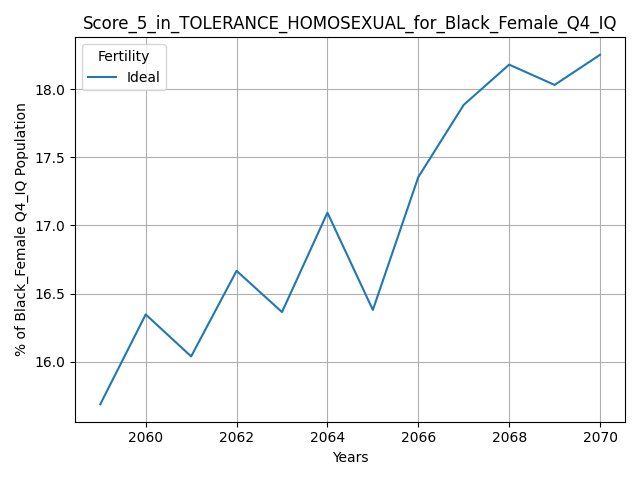 Score_5_in_TOLERANCE_HOMOSEXUAL_for_Black_Female_Q4_IQ
Fertility
Ideal
% of Black_Female Q4_IQ Population
18.0
17.5
17.0
16.5
16.0
2060 2062 2064 2066 2068 2070
Years